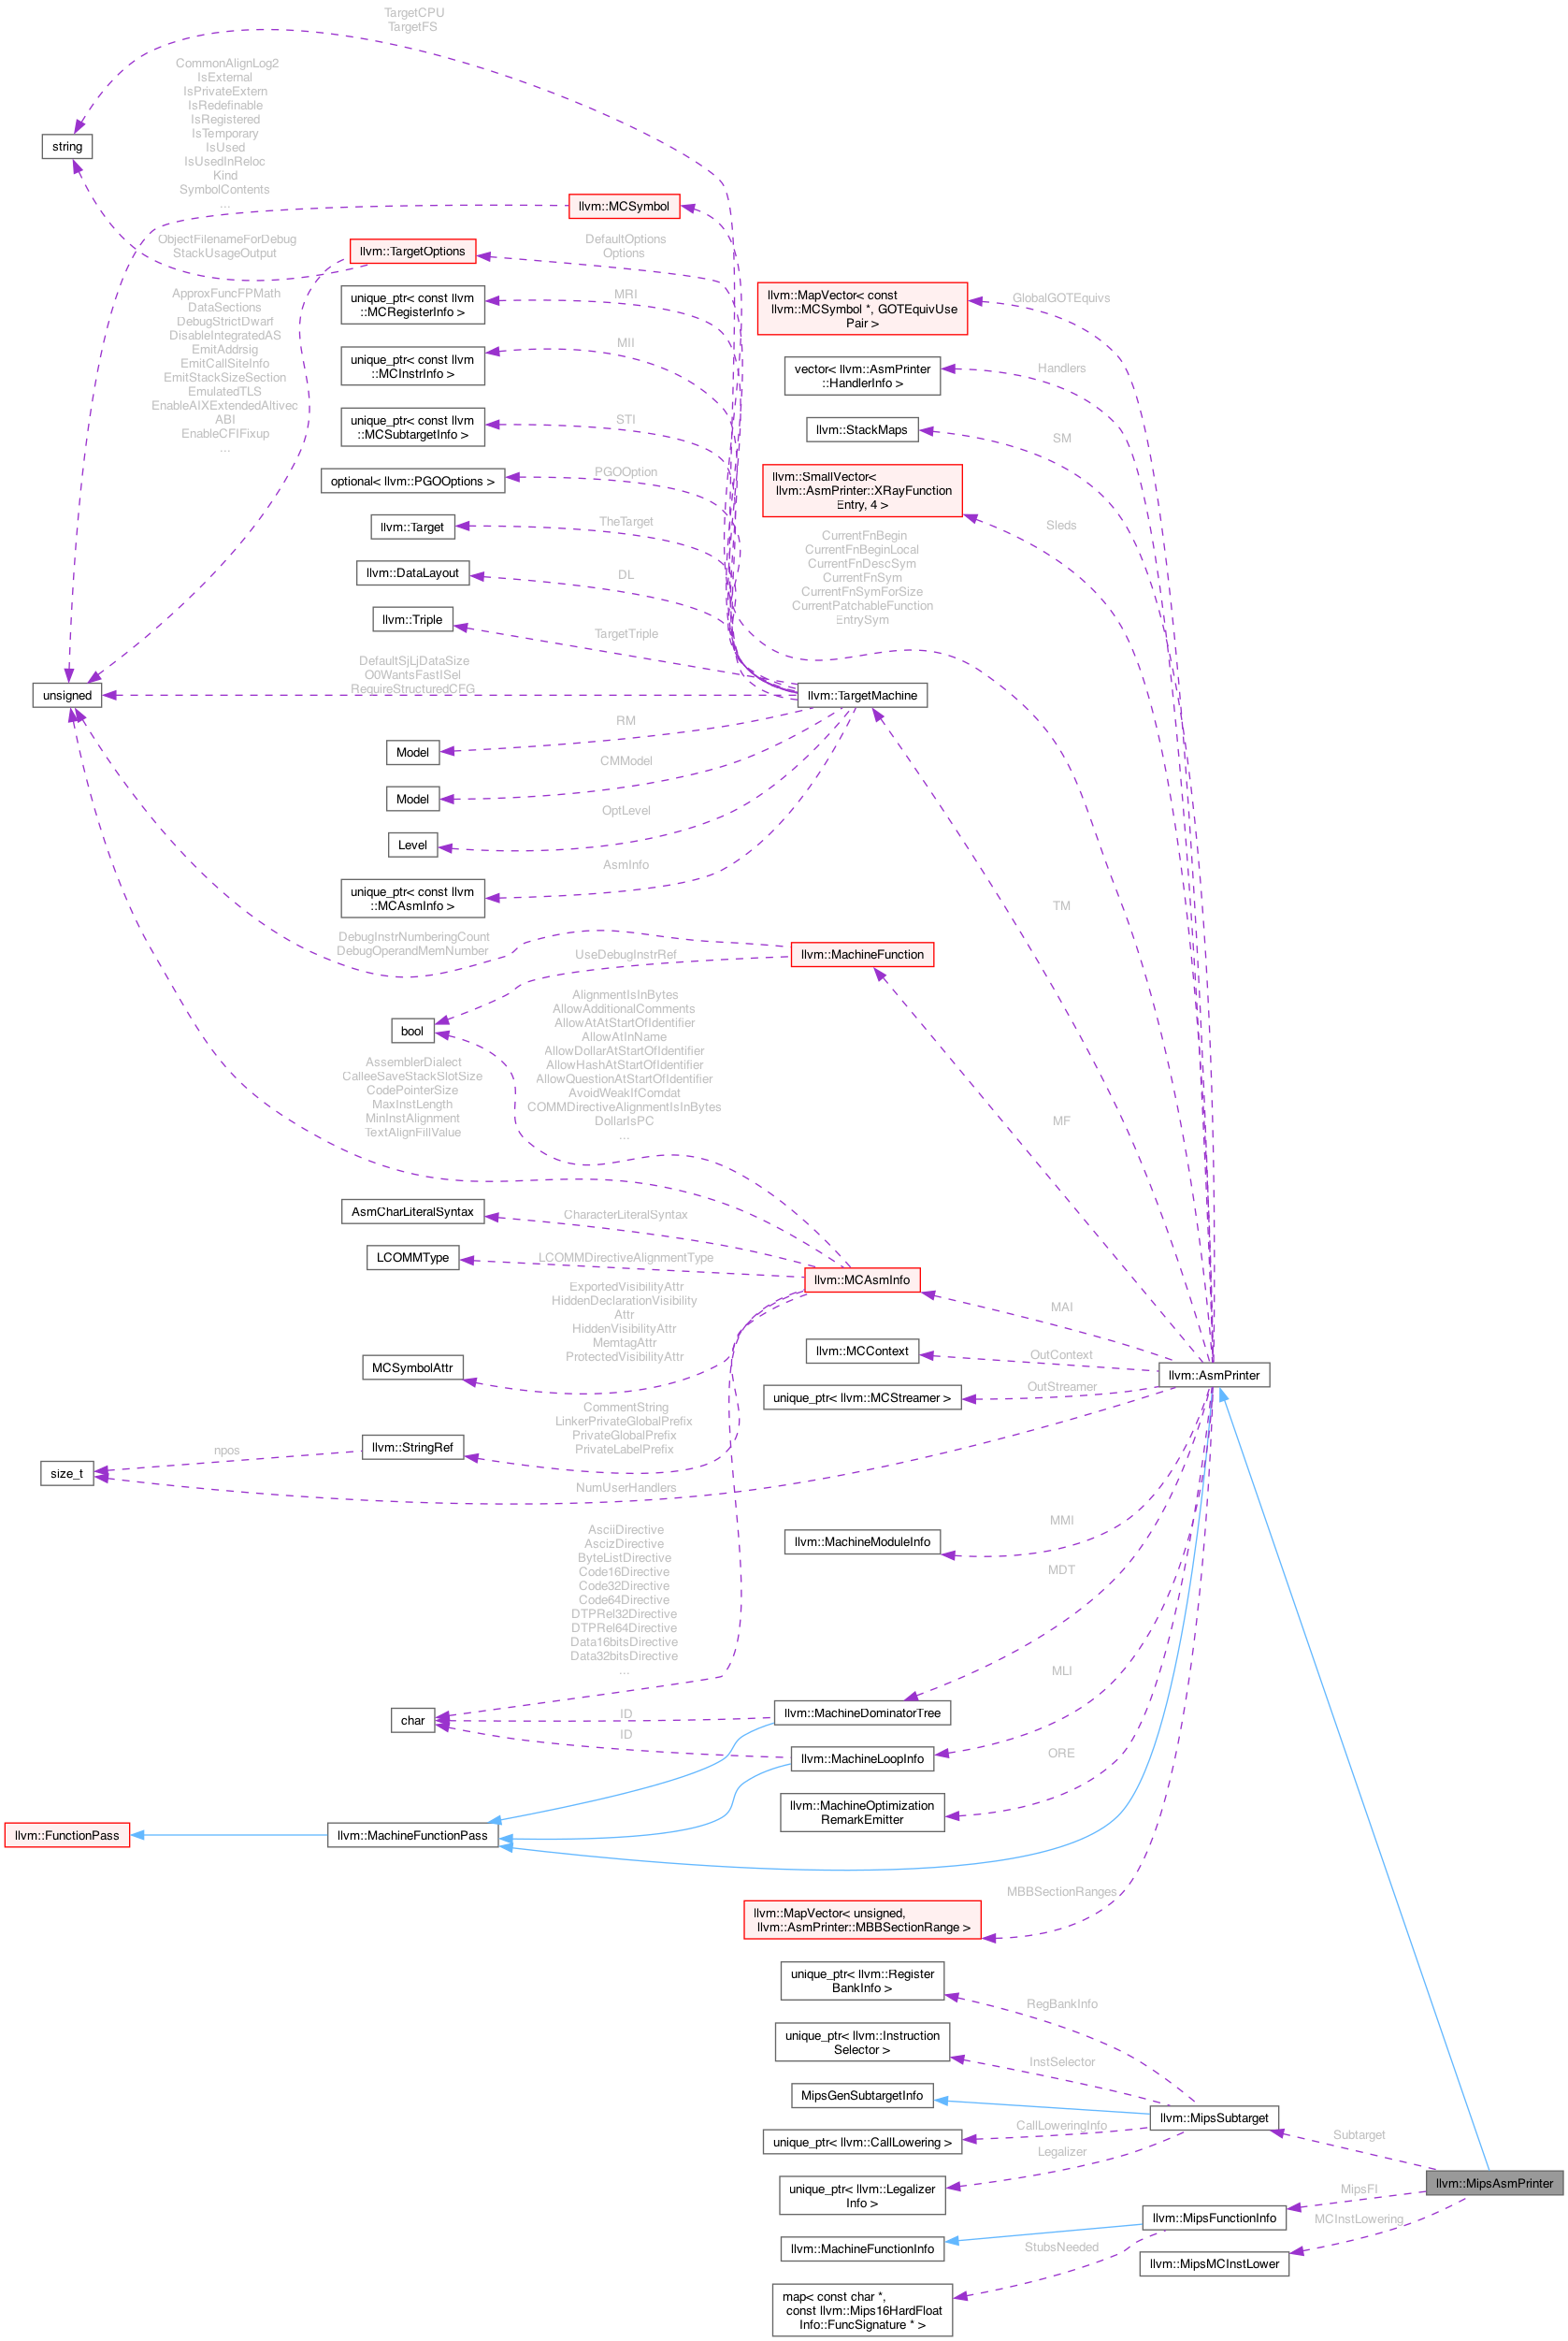 TargetCPU
TargetFS
CommonAlignLog2
IsExternal
IsPrivateExtern
IsRedefinable
IsRegistered
IsTemporary
IsUsed
IsUsedInReloc
Kind
SymbolContents
...
string
llvm::MCSymbol
ObjectFilenameForDebug
StackUsageOutput
llvm::TargetOptions
DefaultOptions
Options
ApproxFuncFPMath
DataSections
DebugStrictDwarf
DisableIntegratedAS
EmitAddrsig
EmitCallSiteInfo
EmitStackSizeSection
EmulatedTLS
EnableAIXExtendedAltivec
ABI
EnableCFIFixup
...
unique_ptr< const llvm
::MCRegisterInfo >
MRI
llvm::MapVector< const
llvm::MCSymbol *, GOTEquivUse
Pair >
GlobalGOTEquivs
unique_ptr< const llvm
::MCInstrInfo >
MII
vector< llvm::AsmPrinter
::HandlerInfo >
Handlers
unique_ptr< const llvm
::MCSubtargetInfo >
STI
llvm::StackMaps
SM
optional< llvm::PGOOptions >
PGOOption
llvm::SmallVector<
llvm::AsmPrinter::XRayFunction
Entry, 4 >
Sleds
llvm::Target
TheTarget
CurrentFnBegin
CurrentFnBeginLocal
CurrentFnDescSym
CurrentFnSym
CurrentFnSymForSize
CurrentPatchableFunction
EntrySym
llvm::DataLayout
DL
llvm::Triple
TargetTriple
unsigned
DefaultSjLjDataSize
O0WantsFastISel
RequireStructuredCFG
llvm::TargetMachine
Model
RM
Model
CMModel
Level
OptLevel
unique_ptr< const llvm
::MCAsmInfo >
AsmInfo
TM
DebugInstrNumberingCount
DebugOperandMemNumber
UseDebugInstrRef
llvm::MachineFunction
bool
AlignmentIsInBytes
AllowAdditionalComments
AllowAtAtStartOfIdentifier
AllowAtInName
AllowDollarAtStartOfIdentifier
AllowHashAtStartOfIdentifier
AllowQuestionAtStartOfIdentifier
AvoidWeakIfComdat
COMMDirectiveAlignmentIsInBytes
DollarIsPC
...
AssemblerDialect
CalleeSaveStackSlotSize
CodePointerSize
MaxInstLength
MinInstAlignment
TextAlignFillValue
MF
AsmCharLiteralSyntax
CharacterLiteralSyntax
LCOMMType
LCOMMDirectiveAlignmentType
llvm::MCAsmInfo
MAI
ExportedVisibilityAttr
HiddenDeclarationVisibility
Attr
HiddenVisibilityAttr
MemtagAttr
ProtectedVisibilityAttr
MCSymbolAttr
llvm::MCContext
OutContext
llvm::AsmPrinter
unique_ptr< llvm::MCStreamer >
OutStreamer
CommentString
LinkerPrivateGlobalPrefix
PrivateGlobalPrefix
PrivateLabelPrefix
llvm::StringRef
npos
size_t
NumUserHandlers
AsciiDirective
AscizDirective
ByteListDirective
Code16Directive
Code32Directive
Code64Directive
DTPRel32Directive
DTPRel64Directive
Data16bitsDirective
Data32bitsDirective
...
llvm::MachineModuleInfo
MMI
MDT
char
ID
ID
llvm::MachineDominatorTree
llvm::MachineLoopInfo
MLI
ORE
llvm::MachineOptimization
RemarkEmitter
llvm::FunctionPass
llvm::MachineFunctionPass
llvm::MapVector< unsigned,
llvm::AsmPrinter::MBBSectionRange >
MBBSectionRanges
unique_ptr< llvm::Register
BankInfo >
RegBankInfo
unique_ptr< llvm::Instruction
Selector >
InstSelector
MipsGenSubtargetInfo
llvm::MipsSubtarget
unique_ptr< llvm::CallLowering >
CallLoweringInfo
Subtarget
unique_ptr< llvm::Legalizer
Info >
Legalizer
llvm::MipsAsmPrinter
MipsFI
llvm::MipsFunctionInfo
MCInstLowering
llvm::MachineFunctionInfo
StubsNeeded
llvm::MipsMCInstLower
map< const char *,
const llvm::Mips16HardFloat
Info::FuncSignature * >